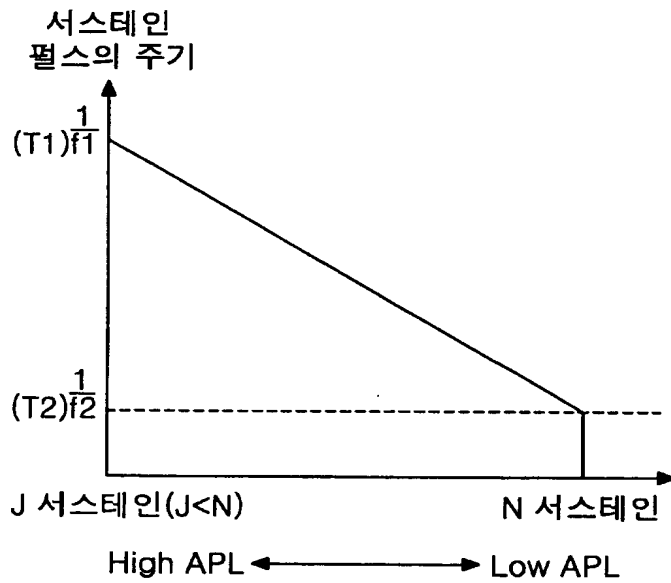 서스테인
펄스의 주기
(T1) 1/f1
(T2) 1/f2
J 서스테인(J<N)
N 서스테인
High APL
Low APL